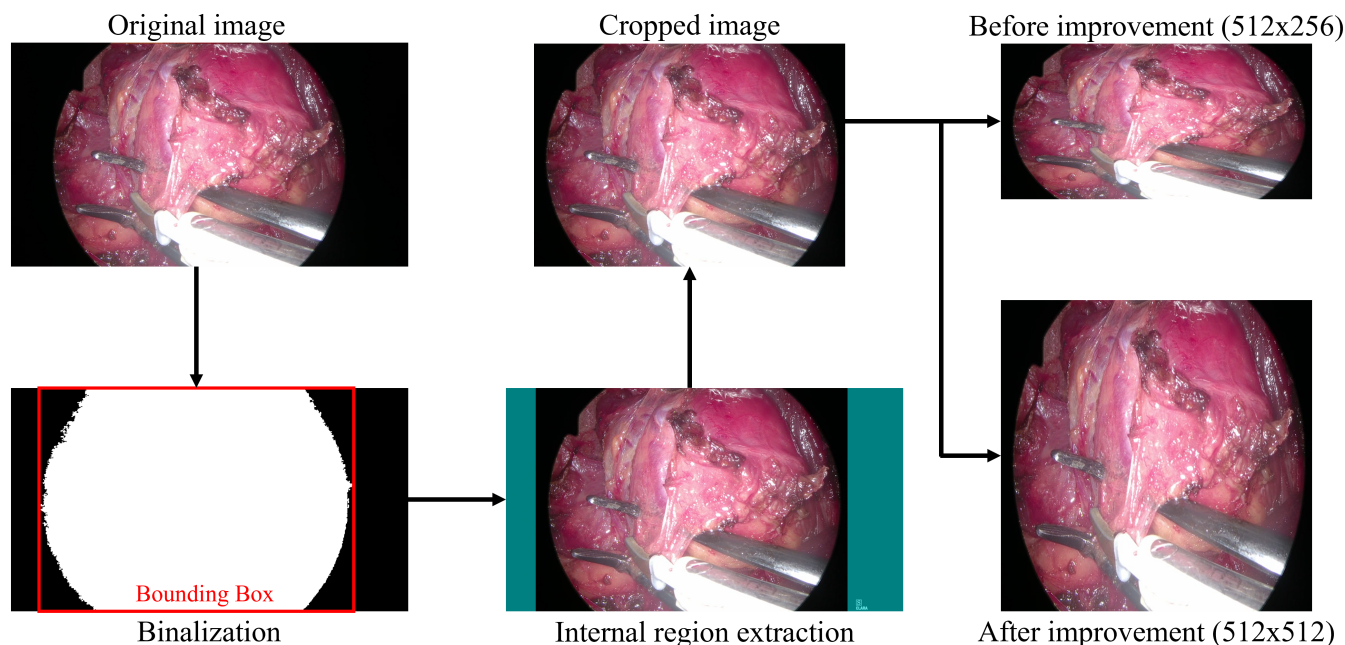 Original image
Cropped image
Before improvement (512x256)
Bounding Box
Binalization
Internal region extraction
After improvement (512x512)